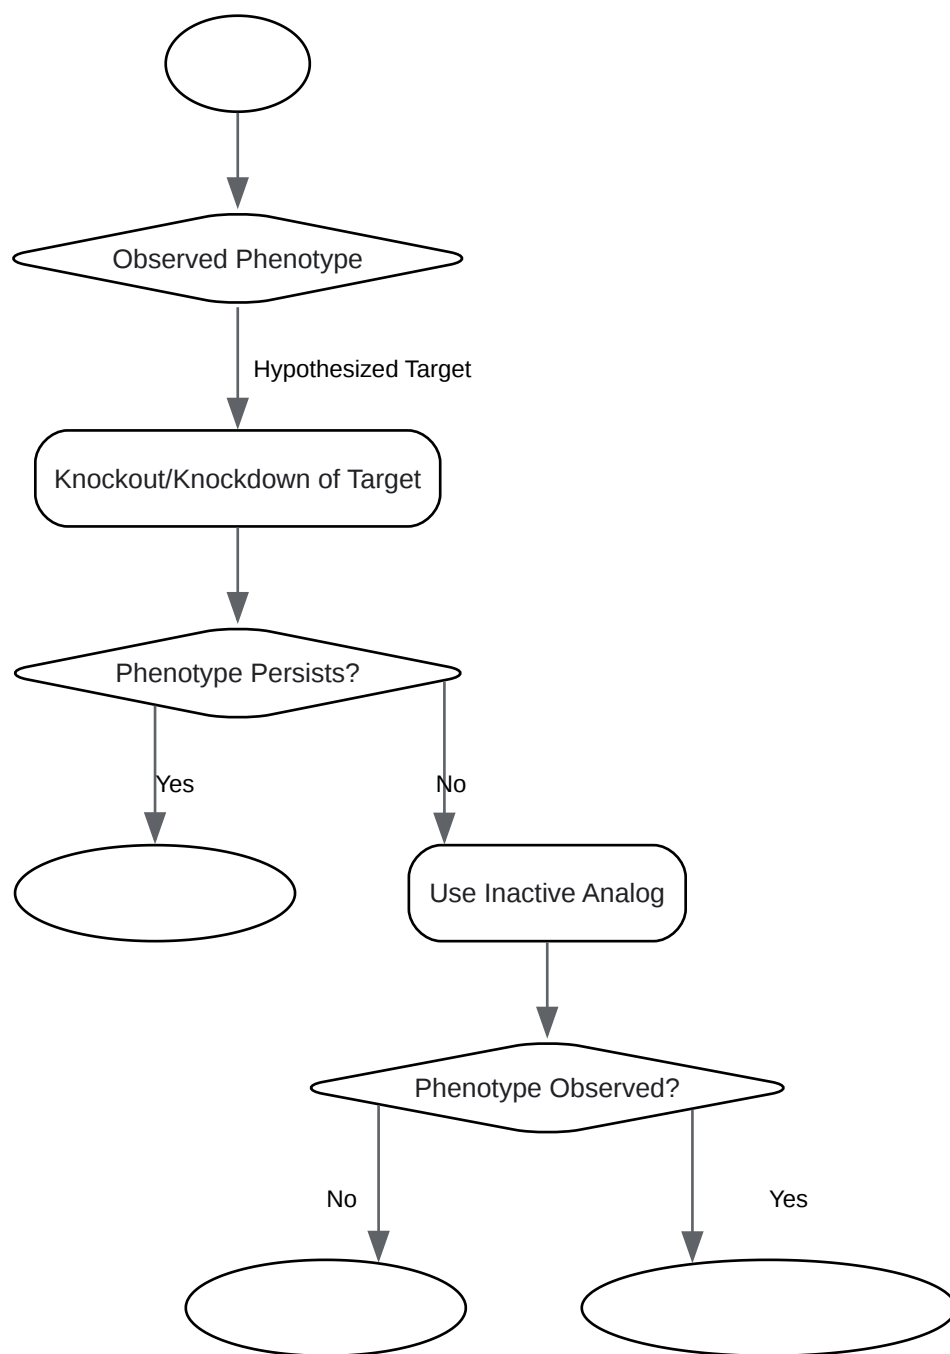 Observed Phenotype
Hypothesized Target
Knockout/Knockdown of Target
Phenotype Persists?
Yes
No
Use Inactive Analog
Phenotype Observed?
No
Yes